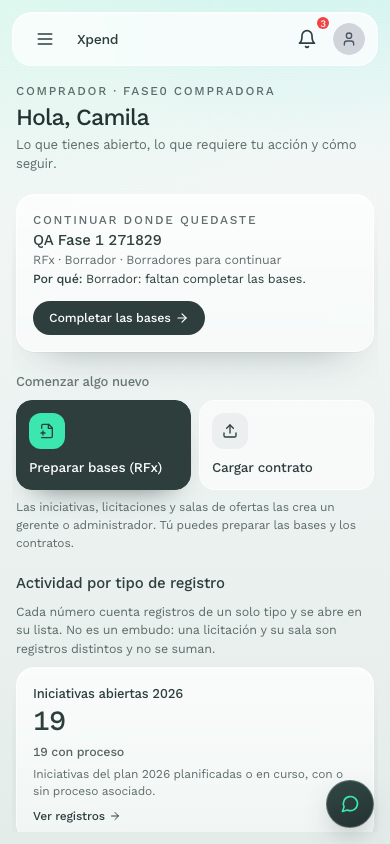 Xpend
3
COMPRADOR · FASE0 COMPRADORA
Hola, Camila
Lo que tienes abierto, lo que requiere tu acción y cómo
seguir.
CONTINUAR DONDE QUEDASTE
QA Fase 1 271829
RFx · Borrador · Borradores para continuar
Por qué: Borrador: faltan completar las bases.
Completar las bases →
Comenzar algo nuevo
Preparar bases (RFx)
Cargar contrato
Las iniciativas, licitaciones y salas de ofertas las crea un
gerente o administrador. Tú puedes preparar las bases y los
contratos.
Actividad por tipo de registro
Cada número cuenta registros de un solo tipo y se abre en
su lista. No es un embudo: una licitación y su sala son
registros distintos y no se suman.
Iniciativas abiertas 2026
19
19 con proceso
Iniciativas del plan 2026 planificadas o en curso, con o
sin proceso asociado.
Ver registros →